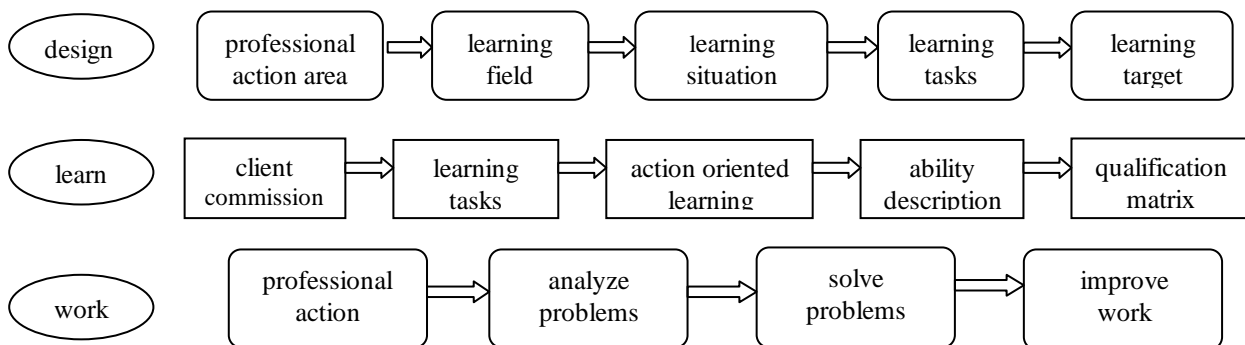 design
professional
action area
learning
field
learning
situation
learning
tasks
learning
target
learn
client
commission
learning
tasks
action oriented
learning
ability
description
qualification
matrix
work
professional
action
analyze
problems
solve
problems
improve
work